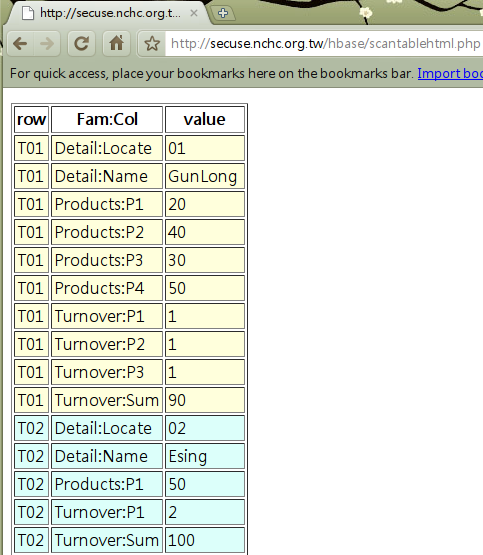 http://secuse.nchc.org.t...
http://secuse.nchc.org.tw/hbase/scantablehtml.php
For quick access, place your bookmarks here on the bookmarks bar. Import boo
row Fam:Col value
T01 Detail:Locate 01
T01 Detail:Name GunLong
T01 Products:P1 20
T01 Products:P2 40
T01 Products:P3 30
T01 Products:P4 50
T01 Turnover:P1 1
T01 Turnover:P2 1
T01 Turnover:P3 1
T01 Turnover:Sum 90
T02 Detail:Locate 02
T02 Detail:Name Esing
T02 Products:P1 50
T02 Turnover:P1 2
T02 Turnover:Sum 100